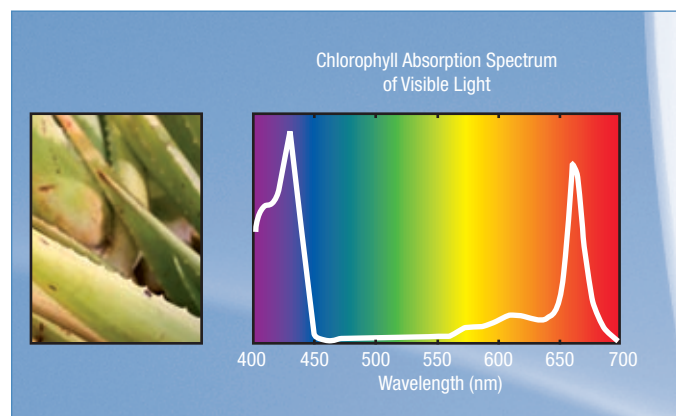 Chlorophyll Absorption Spectrum
of Visible Light
400 450 500 550 600 650 700
Wavelength (nm)